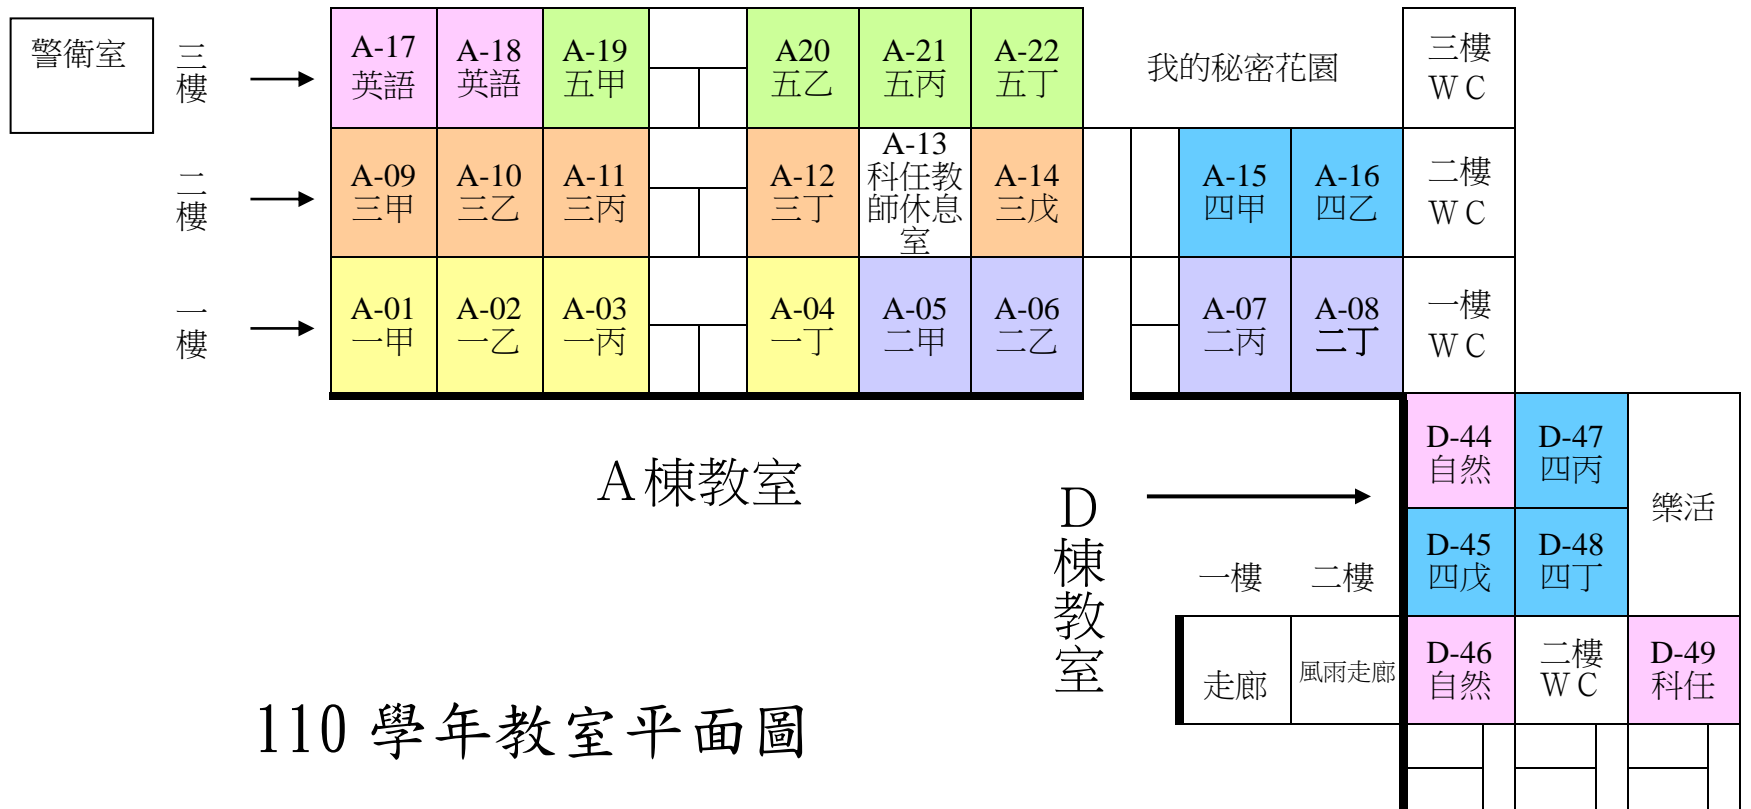 警衛室
三樓
A-17
英語
A-18
英語
A-19
五甲
A20
五乙
A-21
五丙
A-22
五丁
我的秘密花園
三樓
ＷＣ
二樓
A-09
三甲
A-10
三乙
A-11
三丙
A-12
三丁
A-13
科任教
師休息
室
A-14
三戊
A-15
四甲
A-16
四乙
二樓
ＷＣ
一樓
A-01
一甲
A-02
一乙
A-03
一丙
A-04
一丁
A-05
二甲
A-06
二乙
A-07
二丙
A-08
二丁
一樓
ＷＣ
Ａ棟教室
Ｄ棟教室
D-44
自然
D-47
四丙
樂活
一樓
二樓
D-45
四戊
D-48
四丁
走廊
風雨走廊
D-46
自然
二樓
ＷＣ
D-49
科任
110 學年教室平面圖